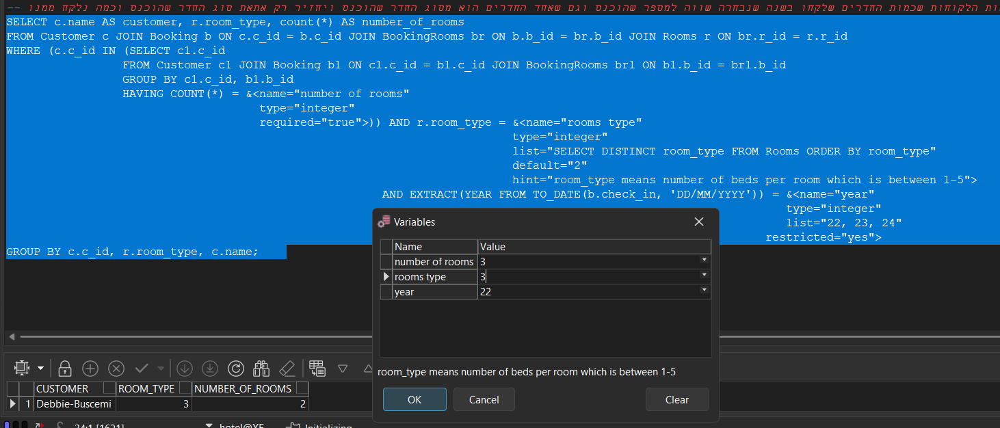 -- ות הלקוחות שכמות החדרים שלקחו בשנה שנבחרה שווה למספר שהוכנס וגם שאחד החדרים הוא מסוג החדר שהוכנס ויחזיר רק אתאת סוג החדר שהוכנס וכמה נלקח ממנו
SELECT c.name AS customer, r.room_type, count(*) AS number_of_rooms
FROM Customer c JOIN Booking b ON c.c_id = b.c_id JOIN BookingRooms br ON b.b_id = br.b_id JOIN Rooms r ON br.r_id = r.r_id
WHERE (c.c_id IN (SELECT c1.c_id
FROM Customer c1 JOIN Booking b1 ON c1.c_id = b1.c_id JOIN BookingRooms br1 ON b1.b_id = br1.b_id
GROUP BY c1.c_id, b1.b_id
HAVING COUNT(*) = &<name="number of rooms"
type="integer"
required="true">)) AND r.room_type = &<name="rooms type"
type="integer"
list="SELECT DISTINCT room_type FROM Rooms ORDER BY room_type"
default="2"
hint="room_type means number of beds per room which is between 1-5">
AND EXTRACT(YEAR FROM TO_DATE(b.check_in, 'DD/MM/YYYY')) = &<name="year"
type="integer"
list="22, 23, 24"
restricted="yes">
GROUP BY c.c_id, r.room_type, c.name;
Variables
Name Value
number of rooms 3
rooms type 3
year 22
room_type means number of beds per room which is between 1-5
OK Cancel Clear
CUSTOMER ROOM_TYPE NUMBER_OF_ROOMS
1 Debbie-Buscemi 3 2
24:1 [1621] hotel@XE Initializing